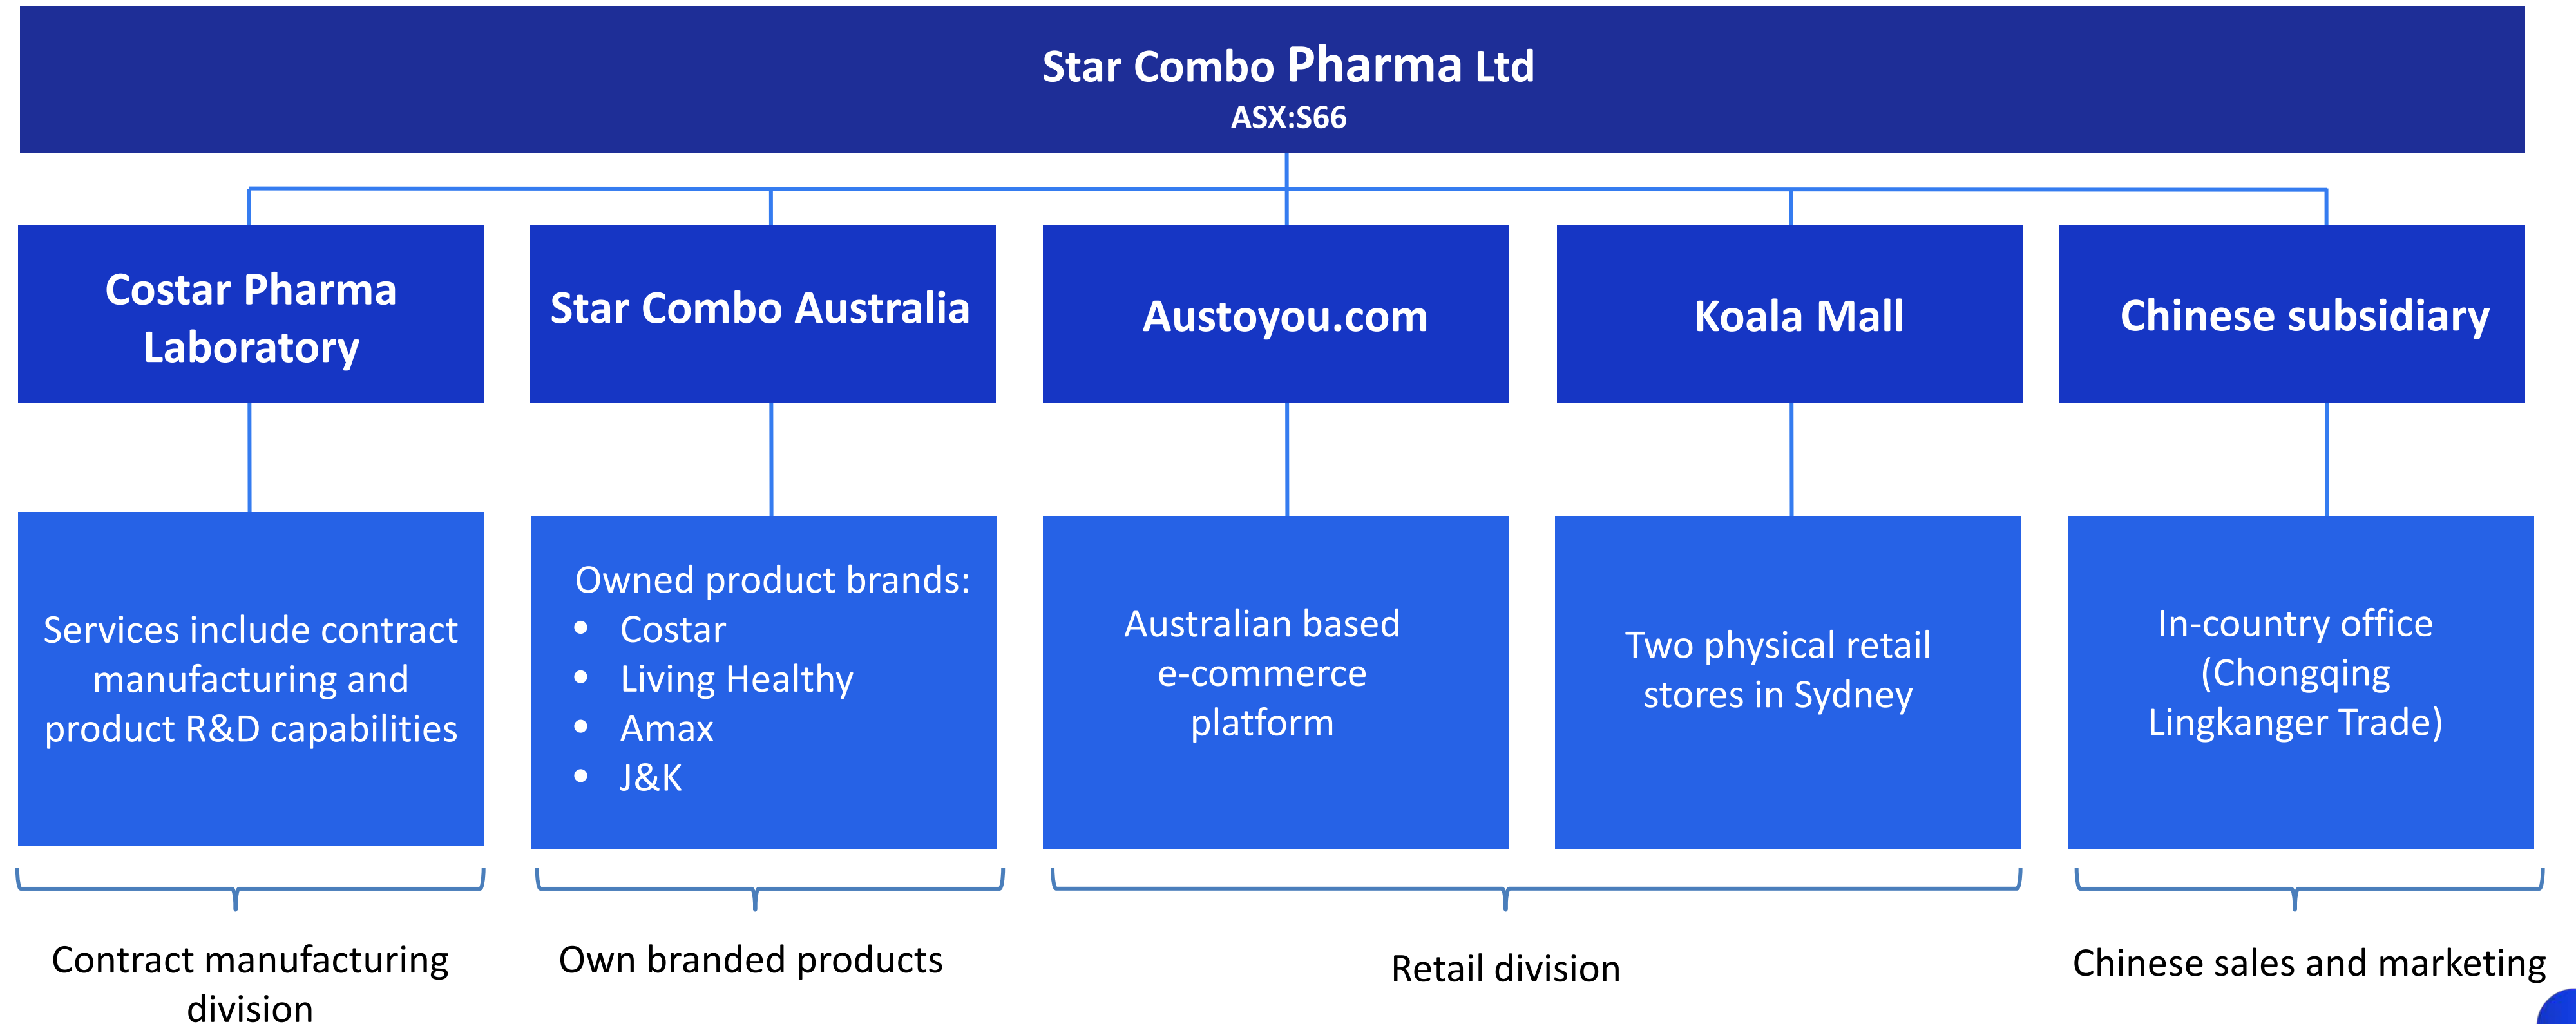 Star Combo Pharma Ltd
ASX:S66
Costar Pharma
Laboratory
Star Combo Australia
Austoyou.com
Koala Mall
Chinese subsidiary
Services include contract
manufacturing and
product R&D capabilities
Owned product brands:
• Costar
• Living Healthy
• Amax
• J&K
Australian based
e-commerce
platform
Two physical retail
stores in Sydney
In-country office
(Chongqing
Lingkanger Trade)
Contract manufacturing
division
Own branded products
Retail division
Chinese sales and marketing